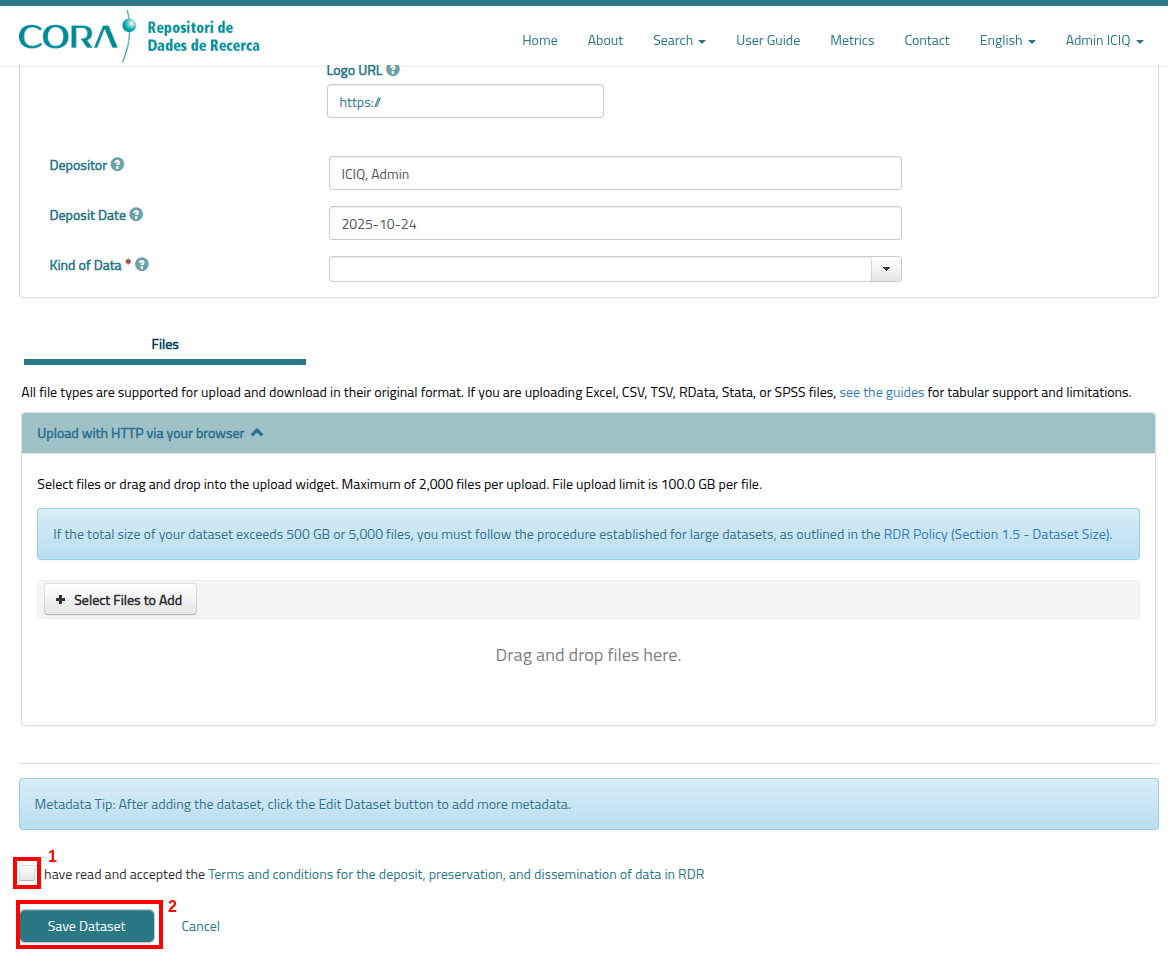 CORA
Repositori de
Dades de Recerca
Home About Search User Guide Metrics Contact English Admin ICIQ
Logo URL ?
https://
Depositor ?
ICIQ, Admin
Deposit Date ?
2025-10-24
Kind of Data * ?
Files
All file types are supported for upload and download in their original format. If you are uploading Excel, CSV, TSV, RData, Stata, or SPSS files, see the guides for tabular support and limitations.
Upload with HTTP via your browser
Select files or drag and drop into the upload widget. Maximum of 2,000 files per upload. File upload limit is 100.0 GB per file.
If the total size of your dataset exceeds 500 GB or 5,000 files, you must follow the procedure established for large datasets, as outlined in the RDR Policy (Section 1.5 - Dataset Size).
+ Select Files to Add
Drag and drop files here.
Metadata Tip: After adding the dataset, click the Edit Dataset button to add more metadata.
1
have read and accepted the Terms and conditions for the deposit, preservation, and dissemination of data in RDR
2
Save Dataset Cancel